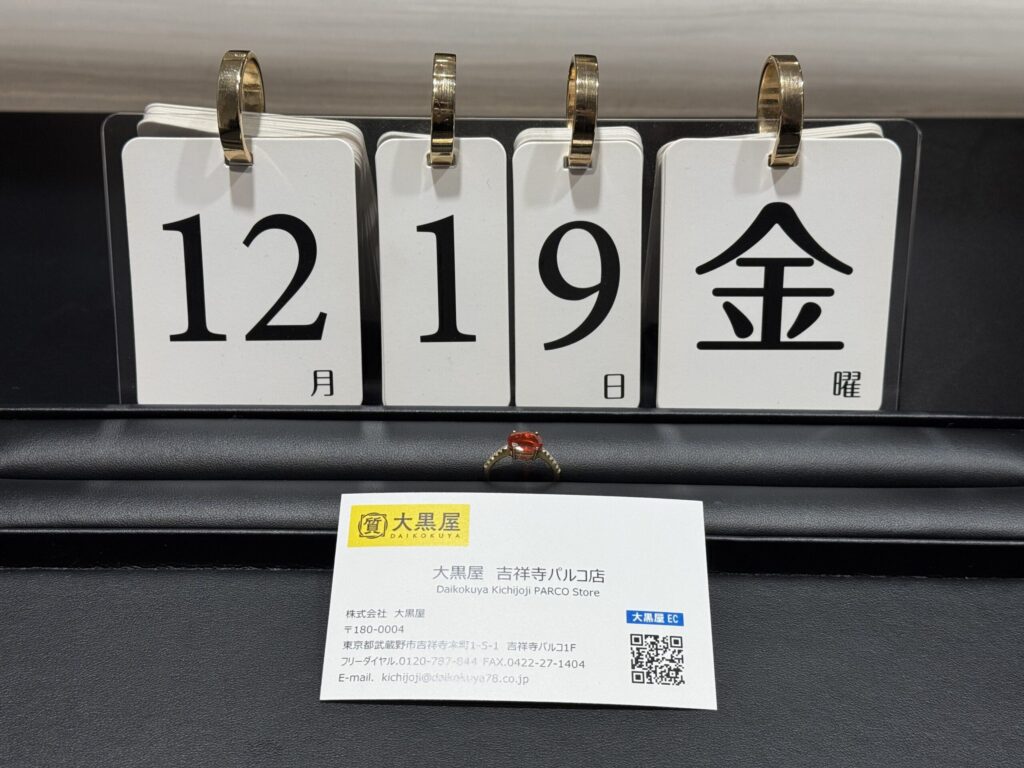 12月
19日
金曜
質 大黒屋
DAIKOKUYA
大黒屋 吉祥寺パルコ店
Daikokuya Kichijoji PARCO Store
株式会社 大黒屋
〒180-0004
東京都武蔵野市吉祥寺本町1-5-1 吉祥寺パルコ1F
フリーダイヤル.0120-787-844 FAX.0422-27-1404
E-mail. kichijoji@daikokuya78.co.jp
大黒屋 EC